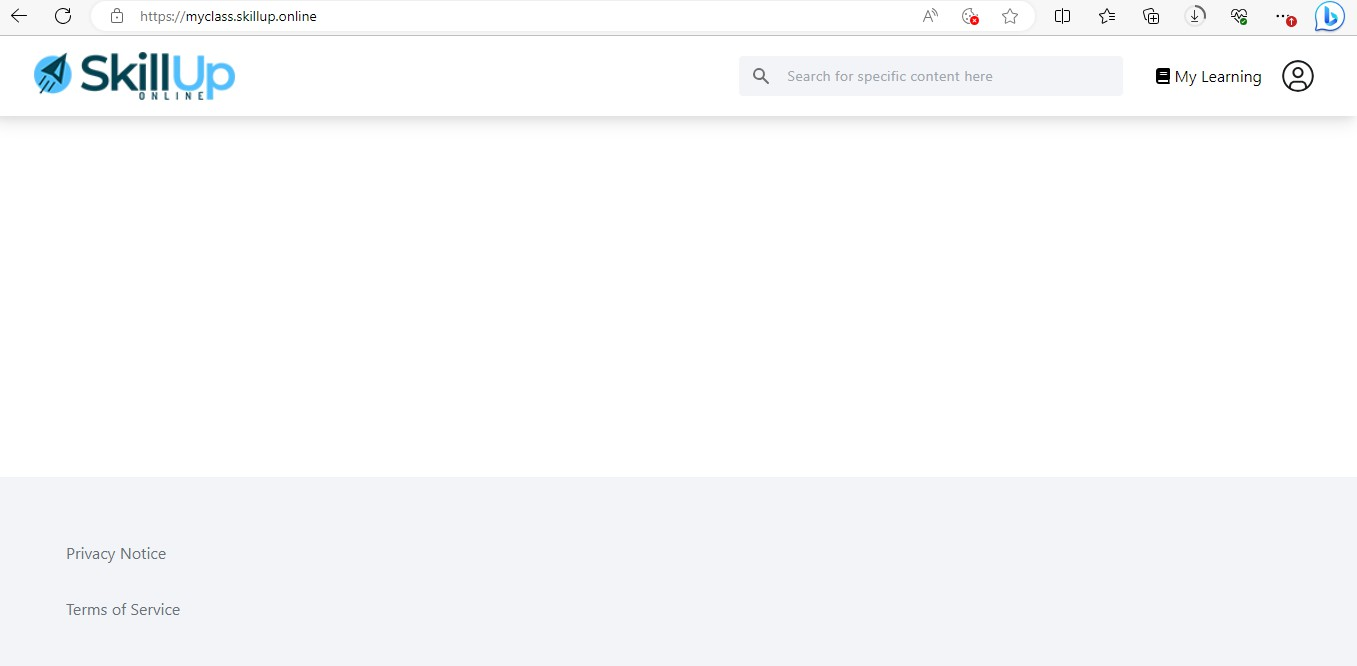 https://myclass.skillup.online
SkillUp
ONLINE
Search for specific content here
My Learning
Privacy Notice
Terms of Service